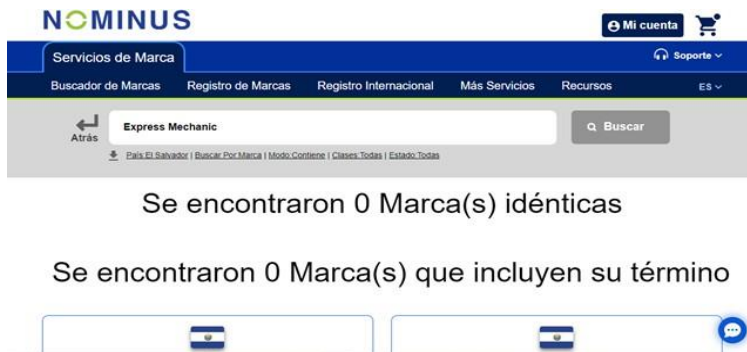 NOMINUS
Mi cuenta
Servicios de Marca
Soporte
Buscador de Marcas Registro de Marcas Registro Internacional Más Servicios Recursos ES
Atrás
Express Mechanic
Buscar
País:El Salvador | Buscar Por:Marca | Modo:Contiene | Clases:Todas | Estado:Todas
Se encontraron 0 Marca(s) idénticas
Se encontraron 0 Marca(s) que incluyen su término